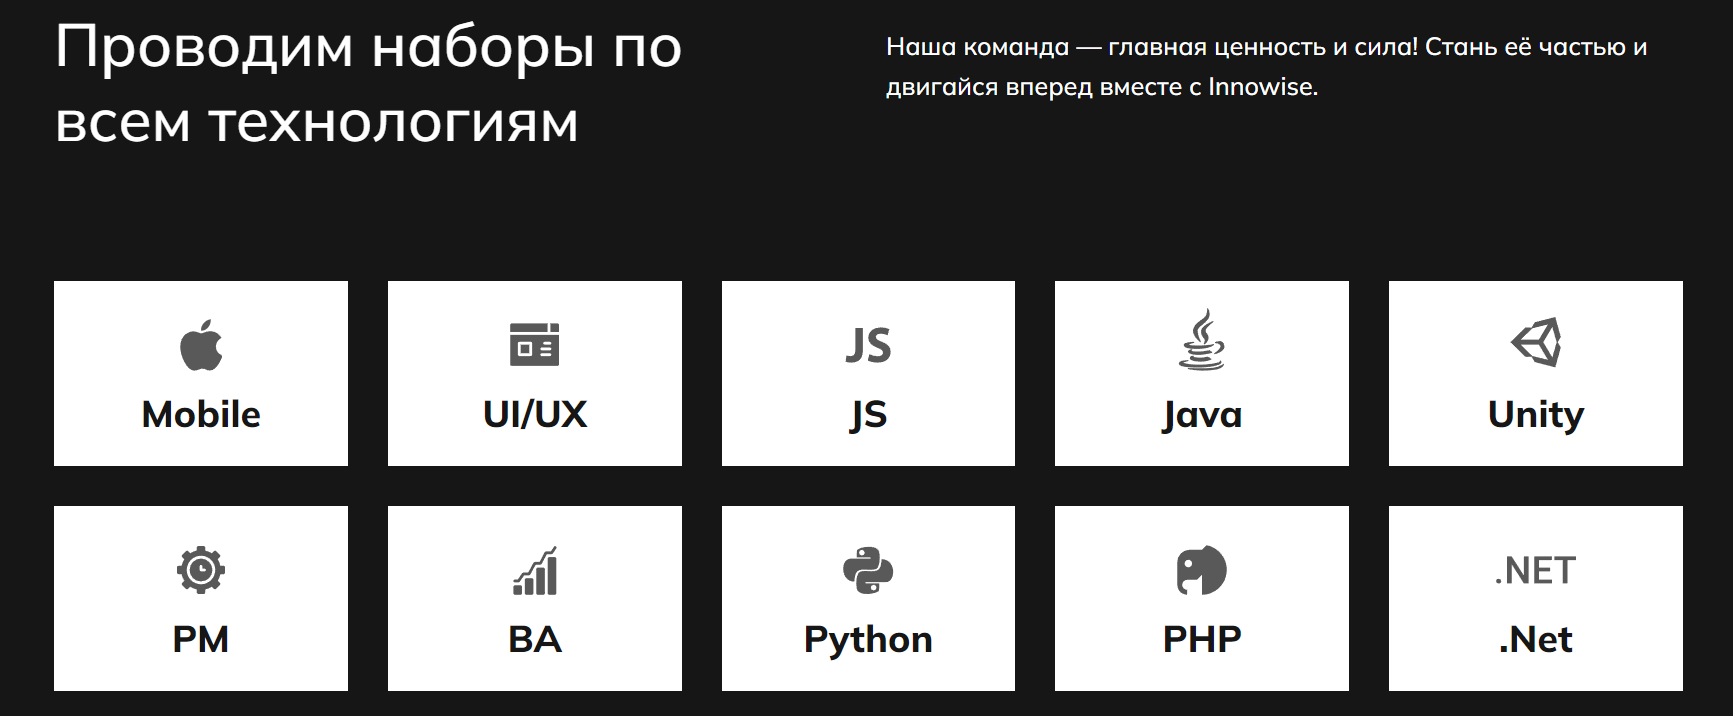 Проводим наборы по
всем технологиям
Наша команда — главная ценность и сила! Стань её частью и
двигайся вперед вместе с Innowise.
Mobile
UI/UX
JS
JS
Java
Unity
PM
BA
Python
PHP
.NET
.Net